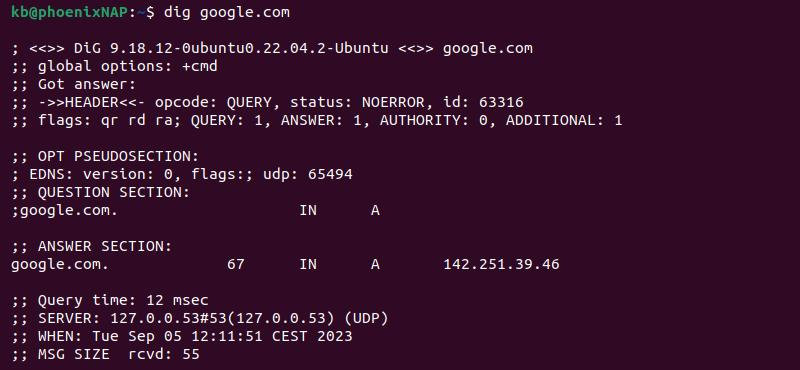 kb@phoenixNAP:~$ dig google.com
; <<>> DiG 9.18.12-0ubuntu0.22.04.2-Ubuntu <<>> google.com
;; global options: +cmd
;; Got answer:
;; ->>HEADER<<- opcode: QUERY, status: NOERROR, id: 63316
;; flags: qr rd ra; QUERY: 1, ANSWER: 1, AUTHORITY: 0, ADDITIONAL: 1
;; OPT PSEUDOSECTION:
; EDNS: version: 0, flags:; udp: 65494
;; QUESTION SECTION:
;google.com. IN A
;; ANSWER SECTION:
google.com. 67 IN A 142.251.39.46
;; Query time: 12 msec
;; SERVER: 127.0.0.53#53(127.0.0.53) (UDP)
;; WHEN: Tue Sep 05 12:11:51 CEST 2023
;; MSG SIZE rcvd: 55